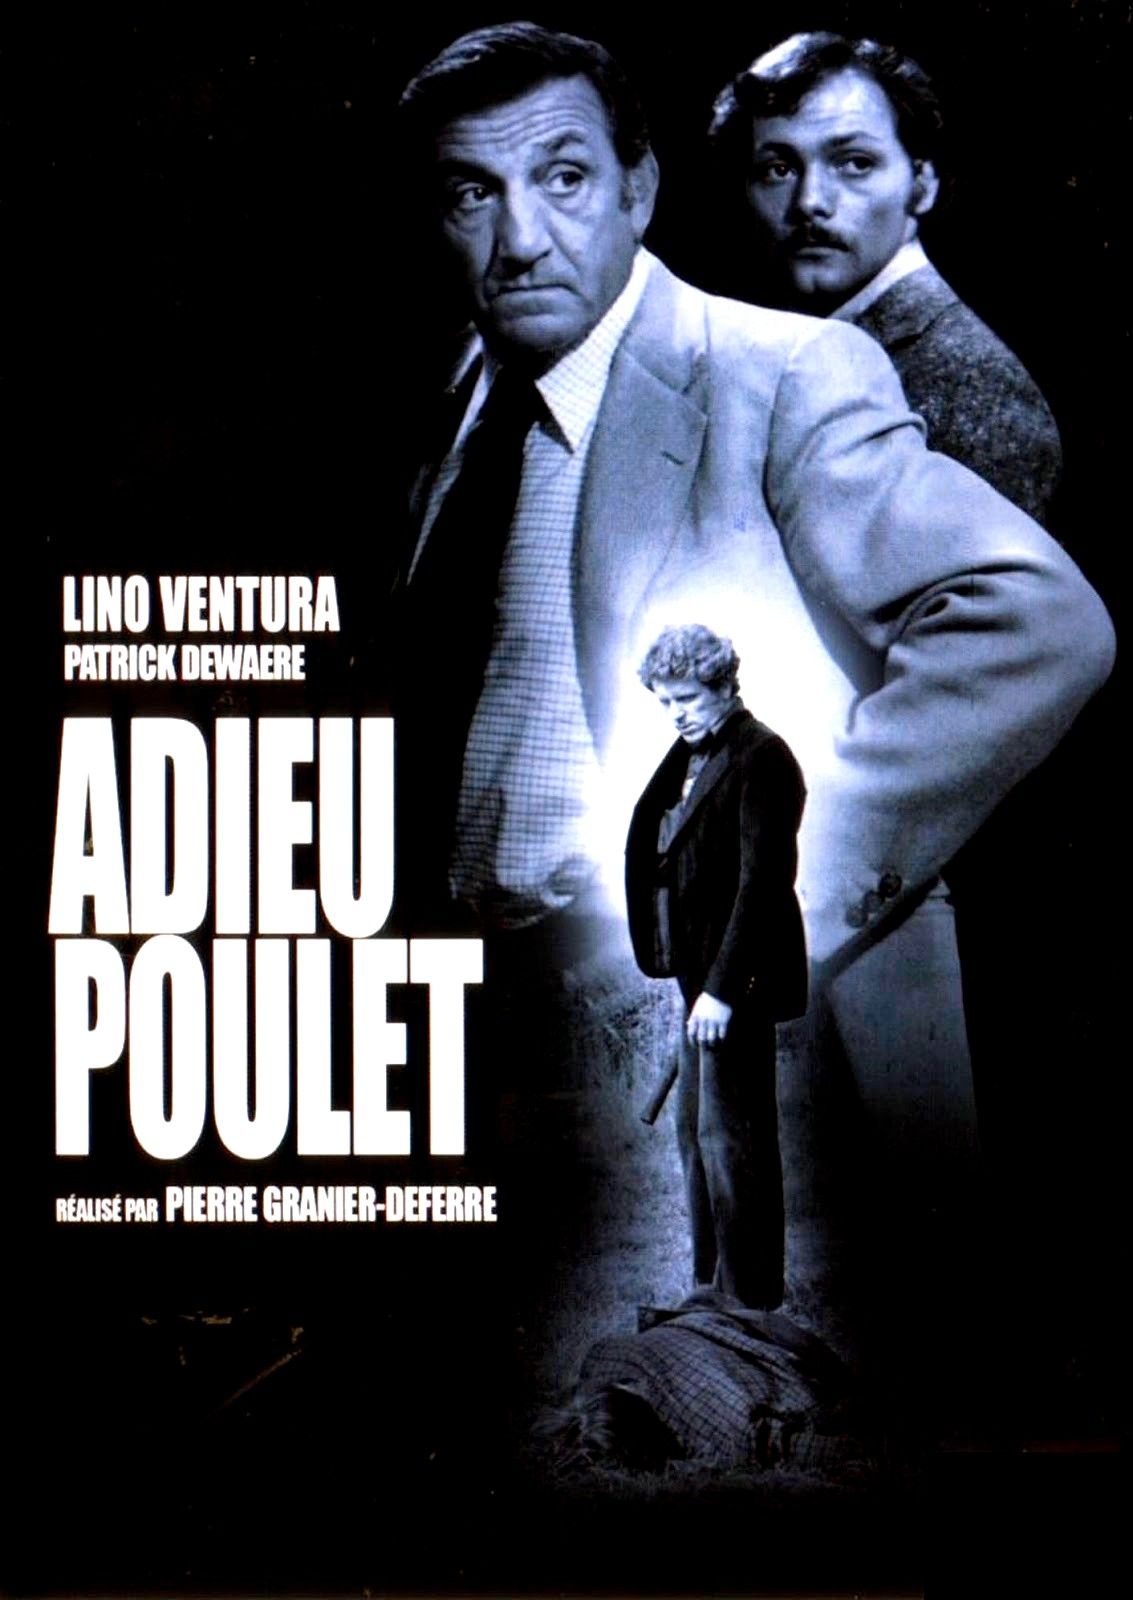 LINO VENTURA
PATRICK DEWAERE
ADIEU
POULET
RÉALISÉ PAR PIERRE GRANIER-DEFERRE